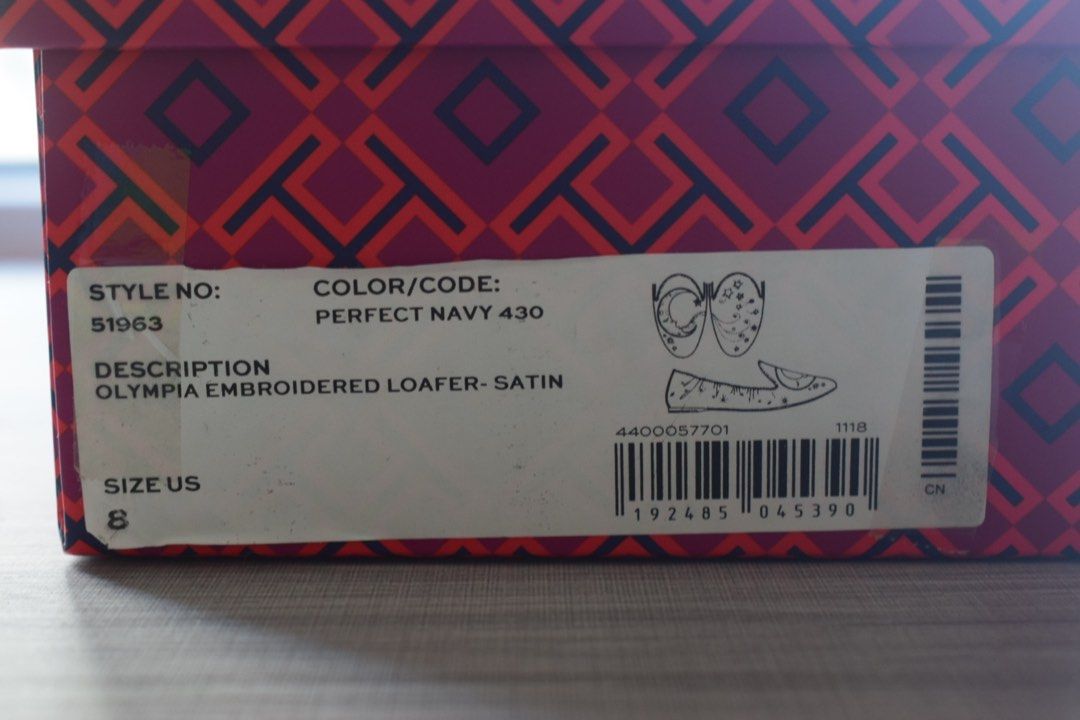 STYLE NO:
51963
COLOR/CODE:
PERFECT NAVY 430
DESCRIPTION
OLYMPIA EMBROIDERED LOAFER- SATIN
SIZE US
8
4400057701 1118
192485 045390
CN